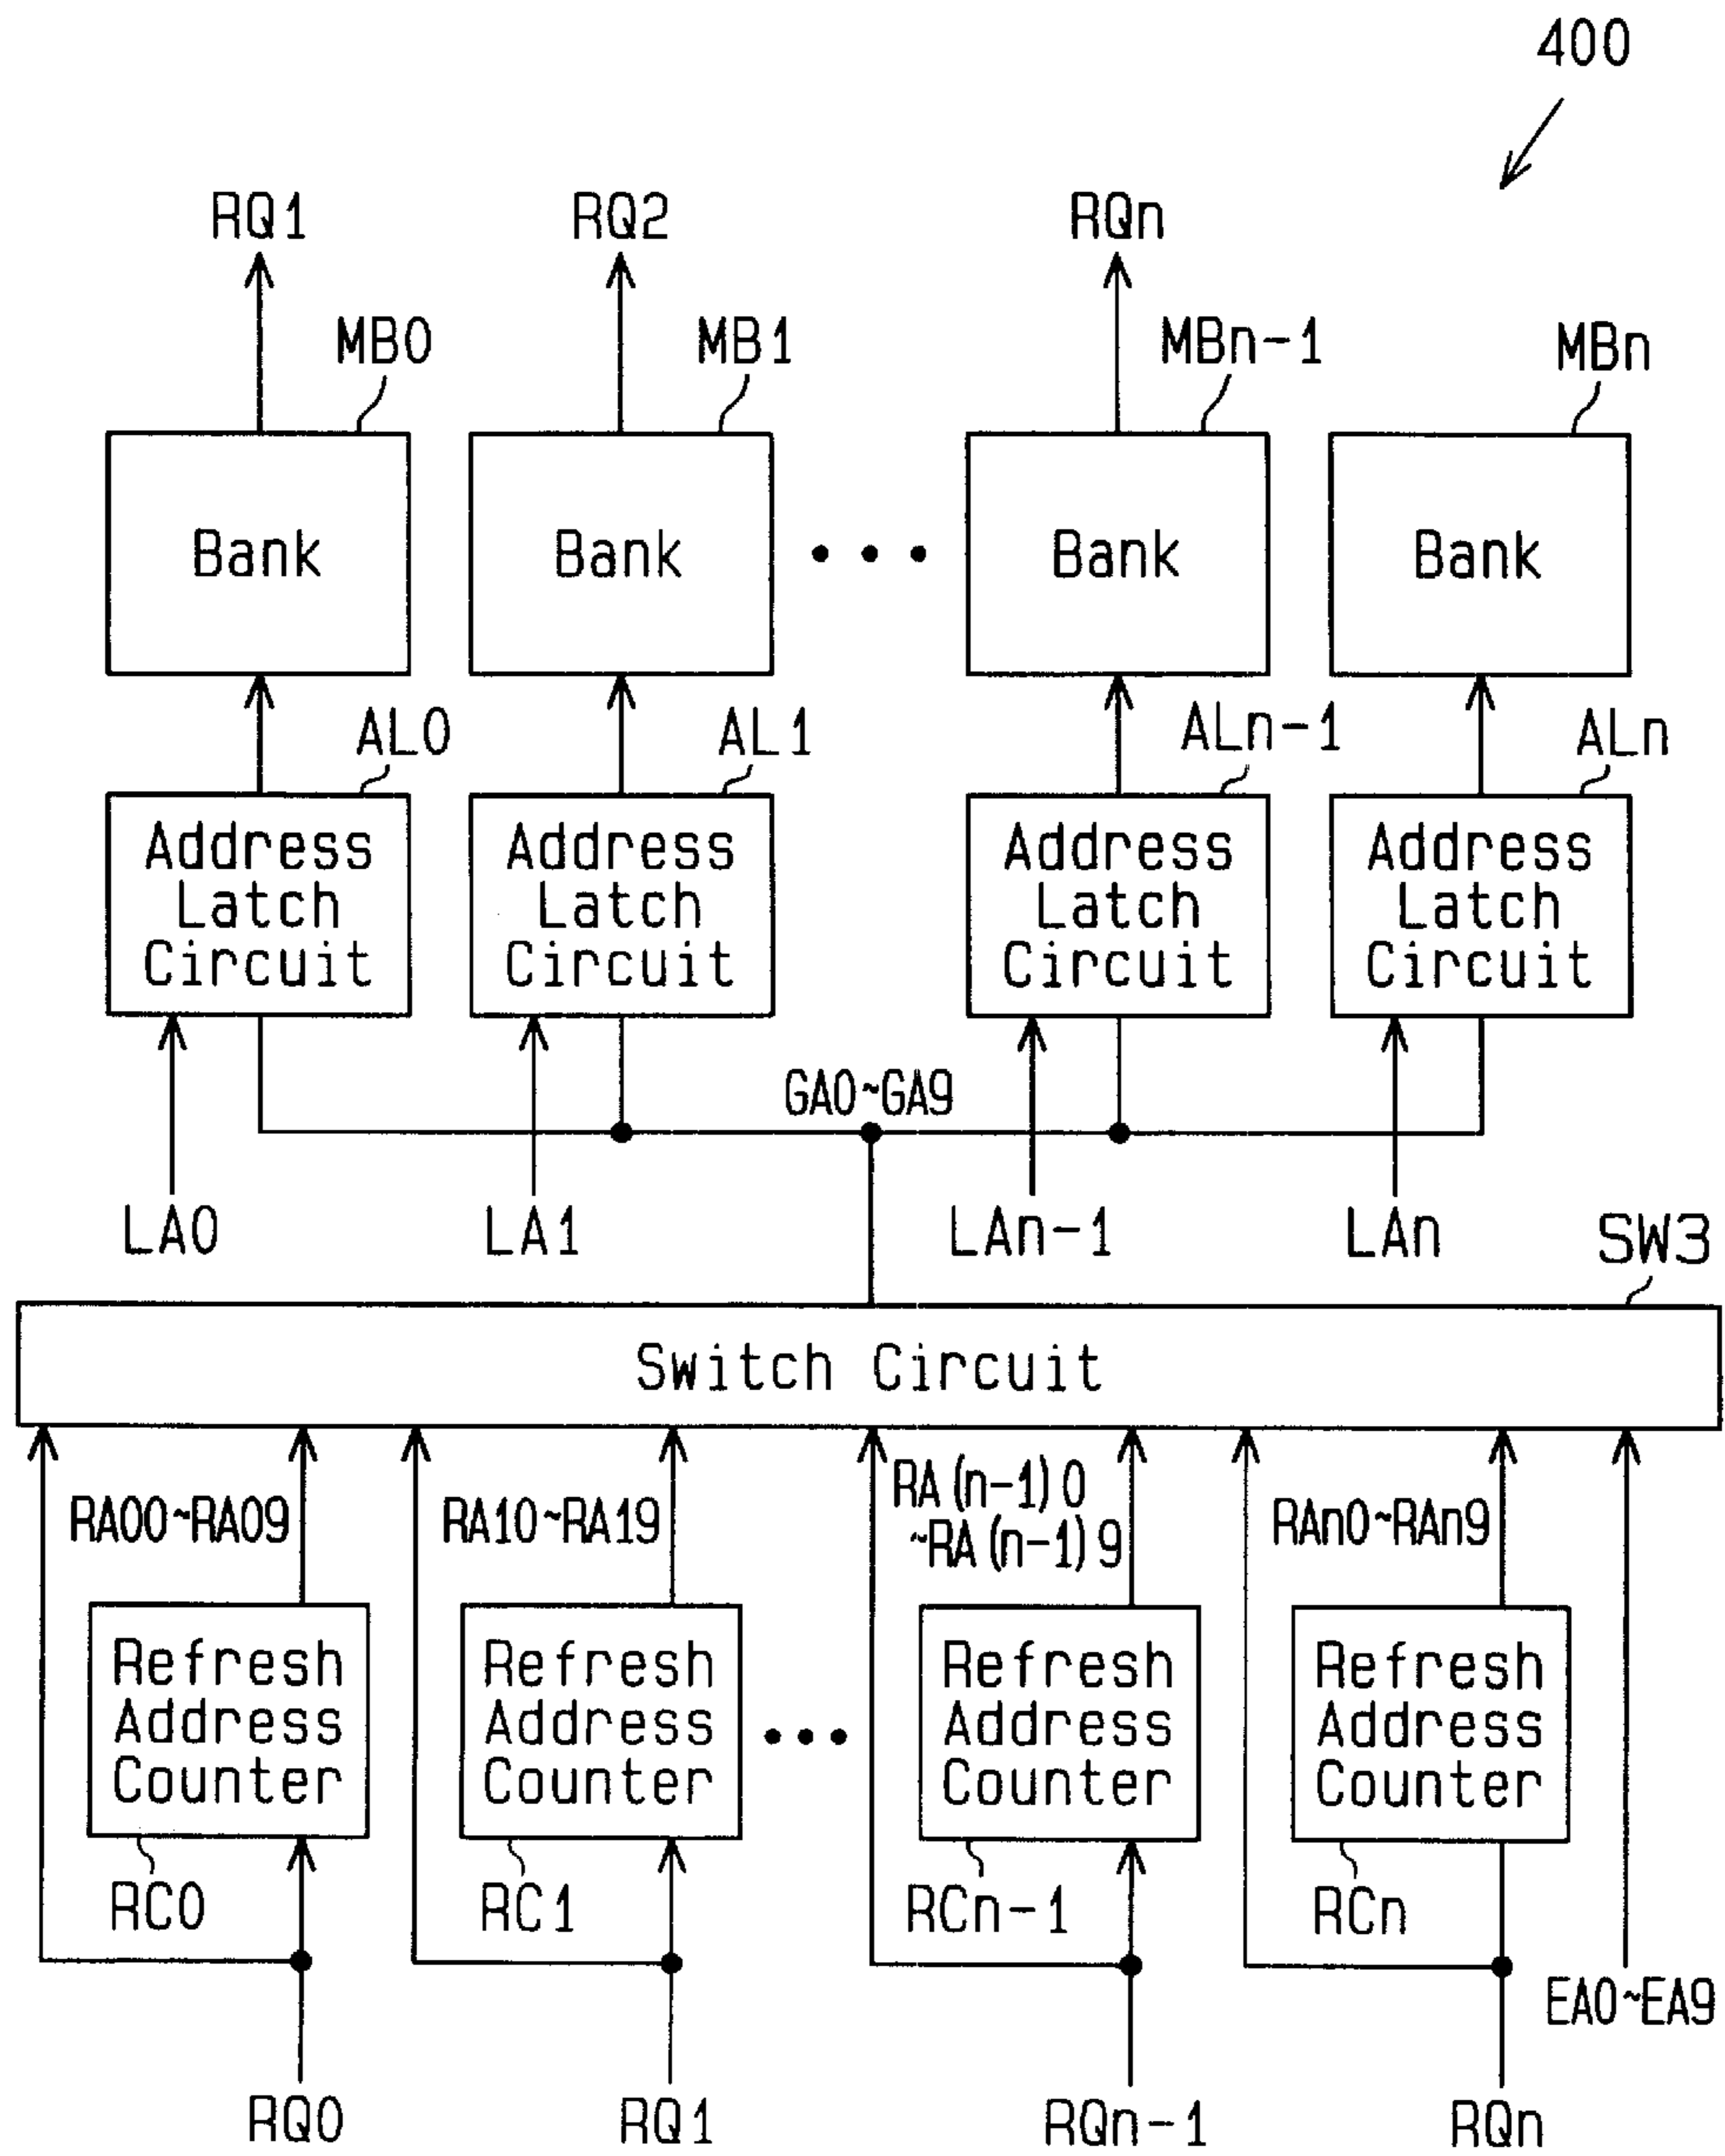 400
RQ1 RQ2 RQn
MB0 MB1 MBn-1 MBn
Bank Bank Bank Bank
AL0 AL1 ALn-1 ALn
Address Address Address Address
Latch Latch Latch Latch
Circuit Circuit Circuit Circuit
GA0~GA9
LA0 LA1 LAn-1 LAn
SW3
Switch Circuit
RA00~RA09 RA10~RA19 RA(n-1)0
~RA(n-1)9 RAn0~RAn9
Refresh Refresh Refresh Refresh
Address Address Address Address
Counter Counter Counter Counter
RC0 RC1 RCn-1 RCn
EA0~EA9
RQ0 RQ1 RQn-1 RQn